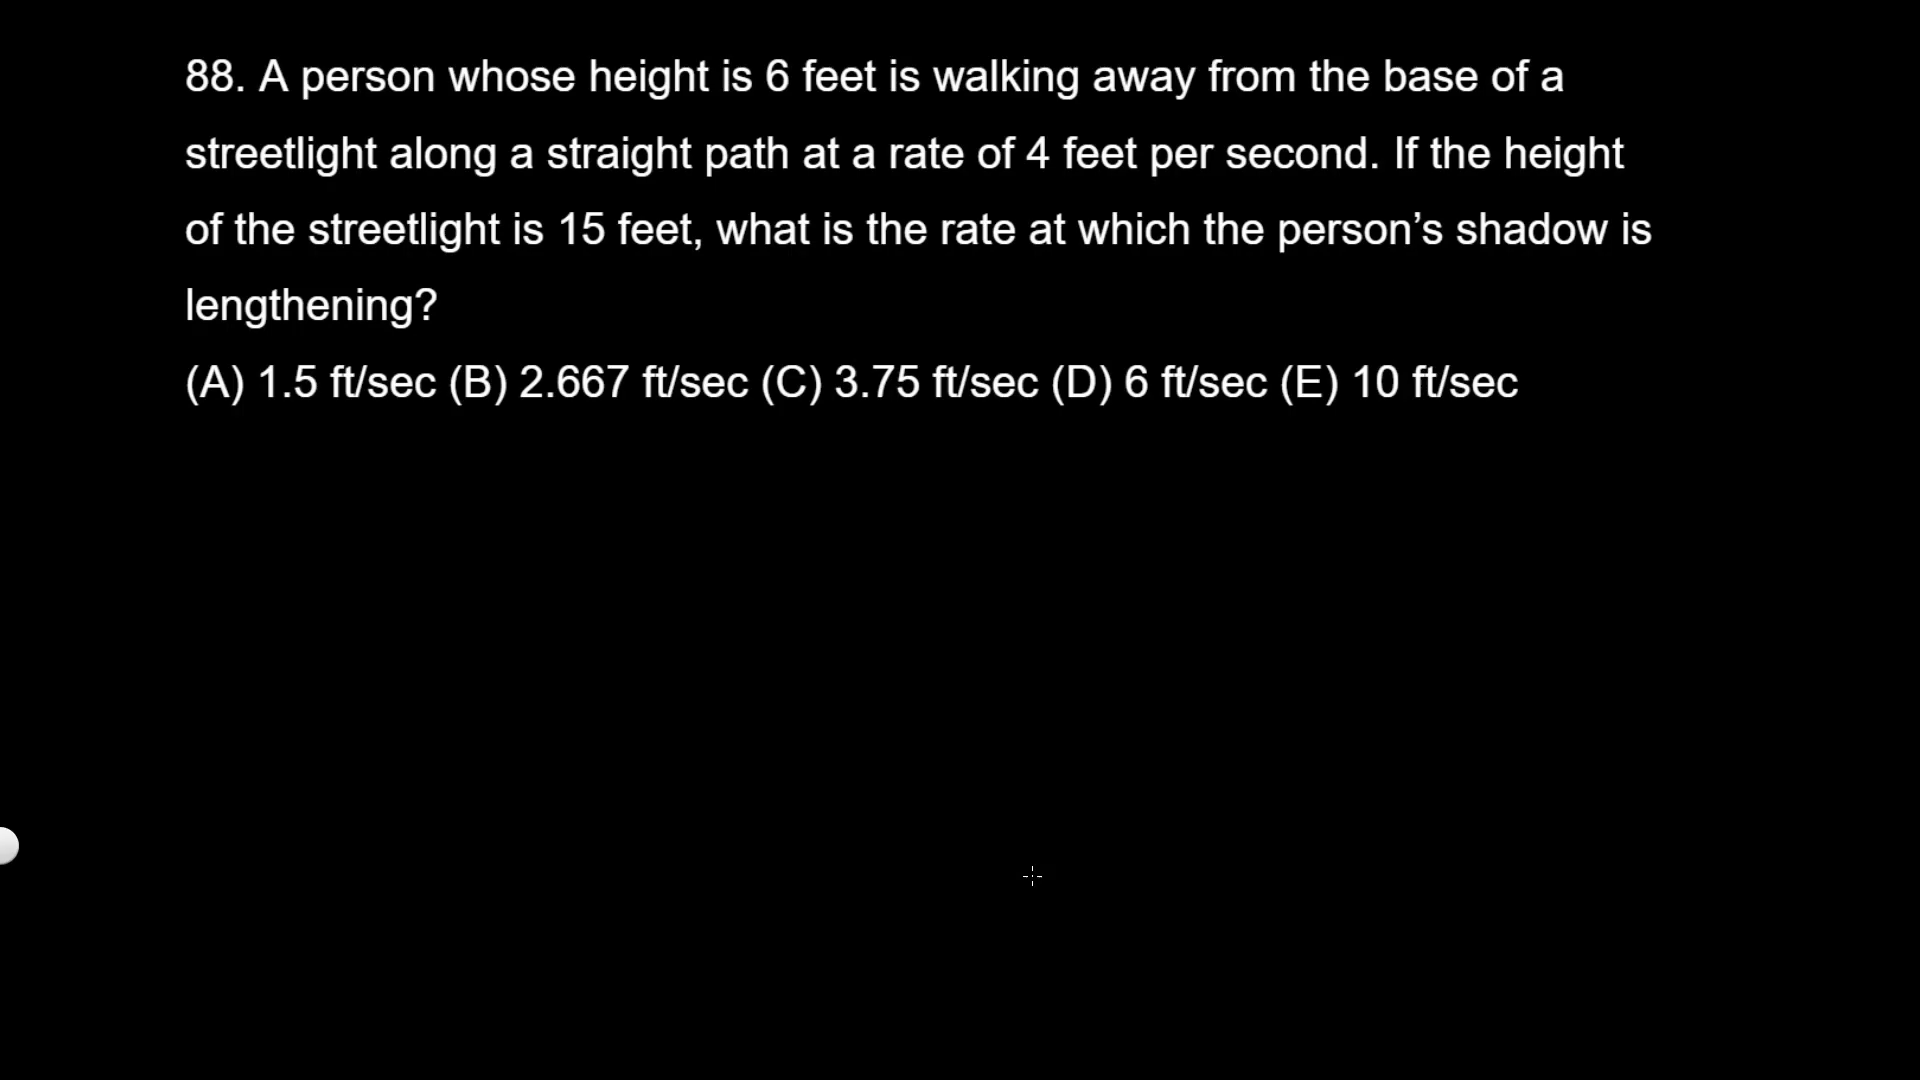 88. A person whose height is 6 feet is walking away from the base of a
streetlight along a straight path at a rate of 4 feet per second. If the height
of the streetlight is 15 feet, what is the rate at which the person’s shadow is
lengthening?
(A) 1.5 ft/sec (B) 2.667 ft/sec (C) 3.75 ft/sec (D) 6 ft/sec (E) 10 ft/sec